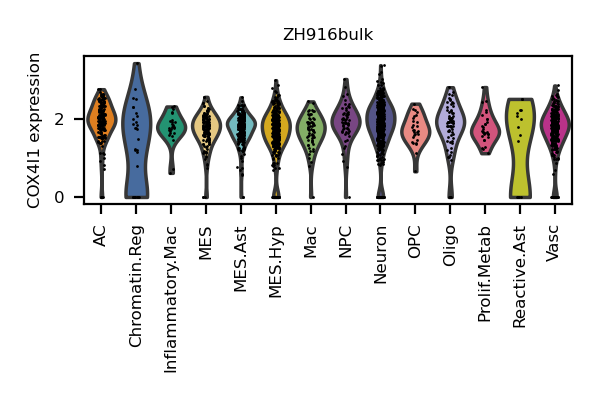 ZH916bulk
COX4I1 expression
2
0
AC
Chromatin.Reg
Inflammatory.Mac
MES
MES.Ast
MES.Hyp
Mac
NPC
Neuron
OPC
Oligo
Prolif.Metab
Reactive.Ast
Vasc